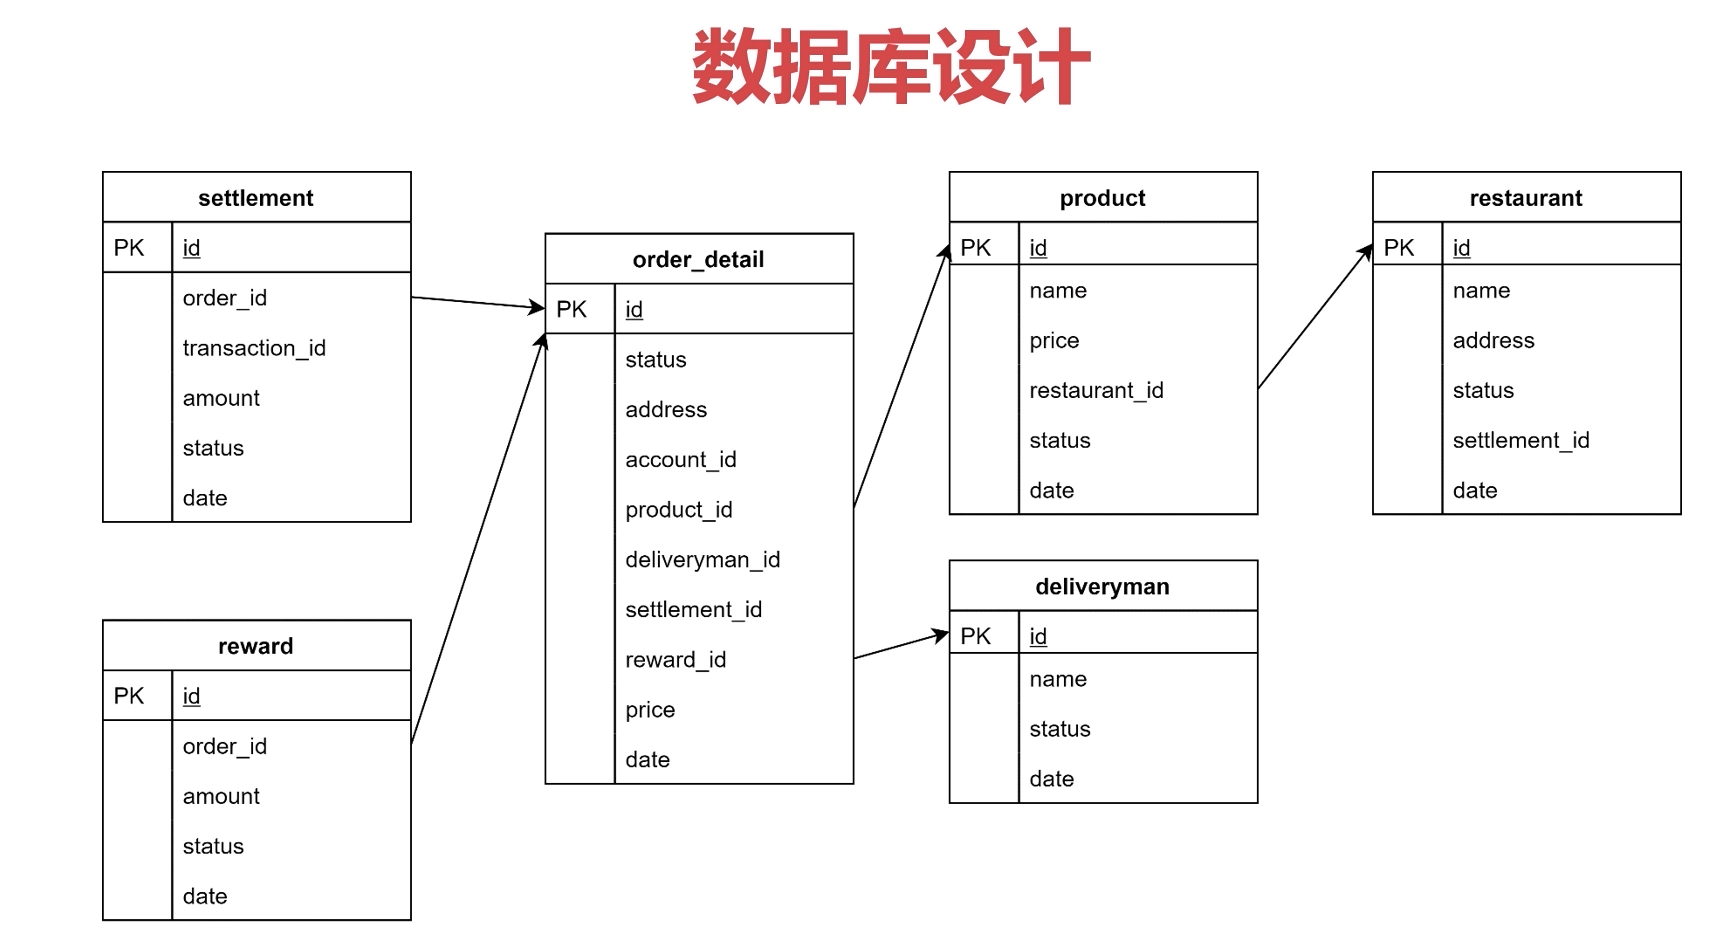 数据库设计
settlement
PK id
order_id
transaction_id
amount
status
date
reward
PK id
order_id
amount
status
date
order_detail
PK id
status
address
account_id
product_id
deliveryman_id
settlement_id
reward_id
price
date
product
PK id
name
price
restaurant_id
status
date
deliveryman
PK id
name
status
date
restaurant
PK id
name
address
status
settlement_id
date